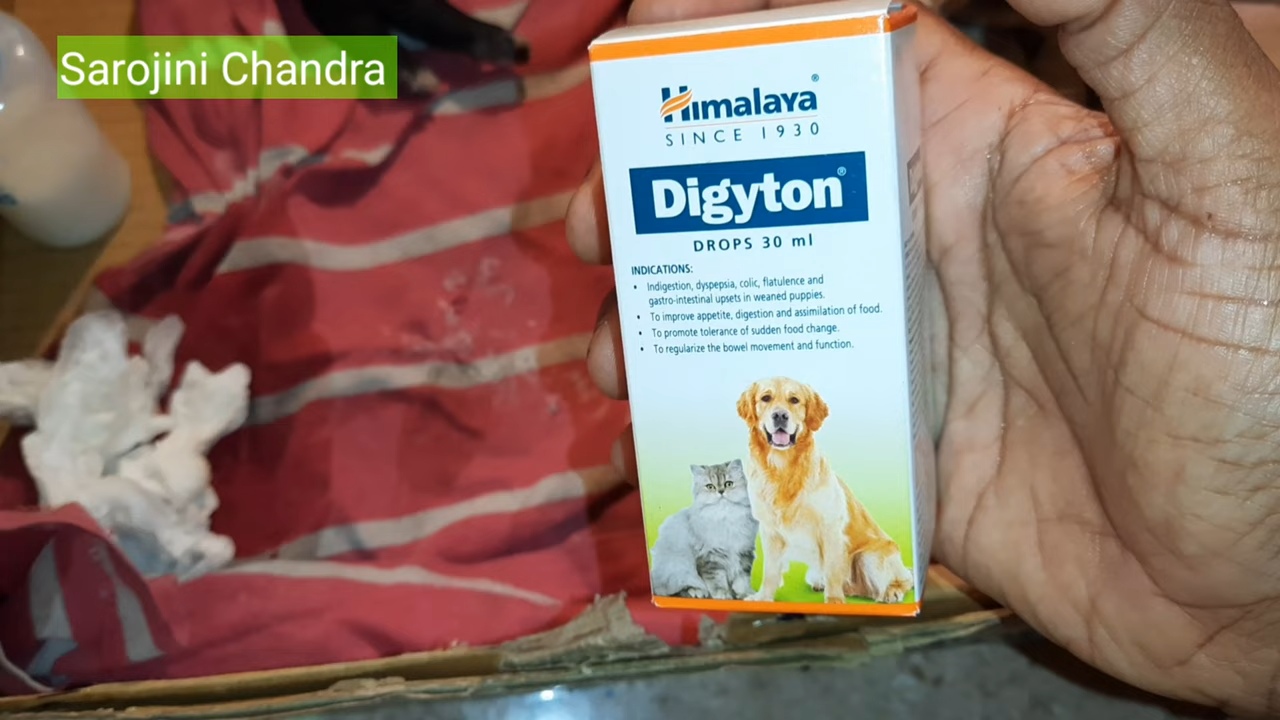 Sarojini Chandra
Himalaya®
SINCE 1930
Digyton®
DROPS 30 ml
INDICATIONS:
• Indigestion, dyspepsia, colic, flatulence and
gastro-intestinal upsets in weaned puppies.
• To improve appetite, digestion and assimilation of food.
• To promote tolerance of sudden food change.
• To regularize the bowel movement and function.